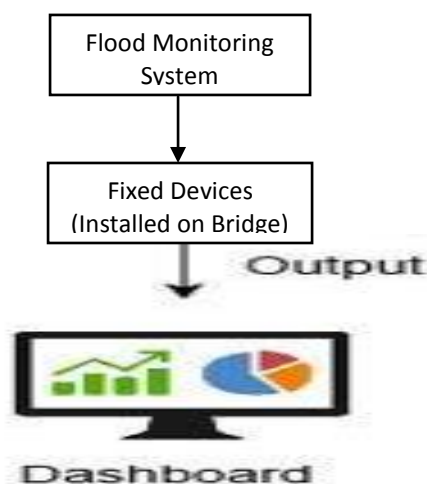 Flood Monitoring
System
Fixed Devices
(Installed on Bridge)
Output
Dashboard